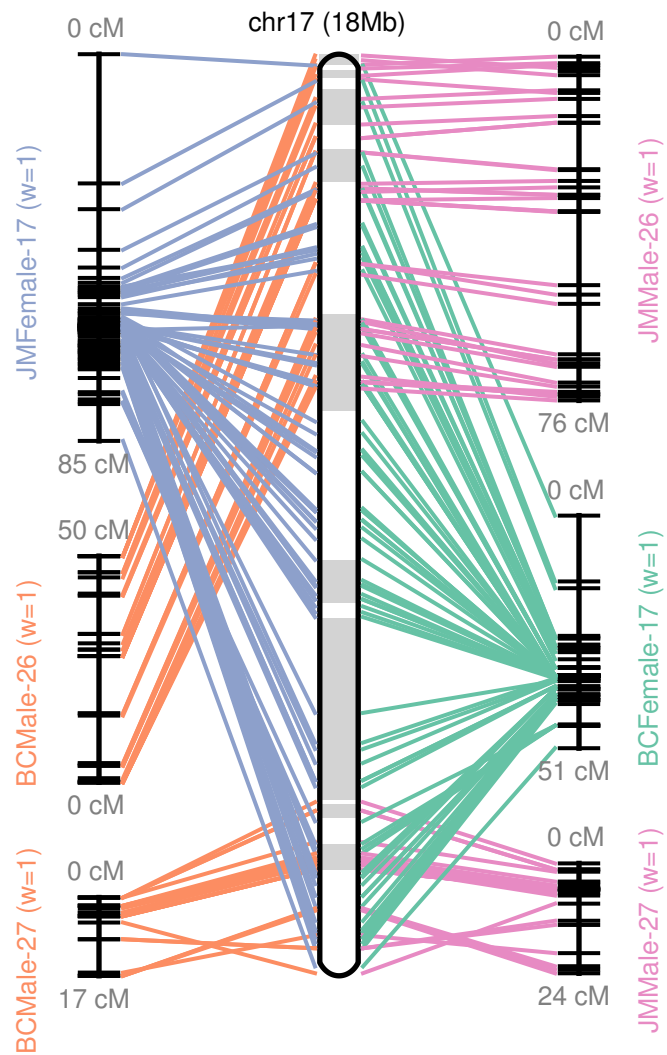 chr17 (18Mb)
0 cM
JMFemale-17 (w=1)
85 cM
50 cM
BCMale-26 (w=1)
0 cM
0 cM
BCMale-27 (w=1)
17 cM
0 cM
JMMale-26 (w=1)
76 cM
0 cM
BCFemale-17 (w=1)
51 cM
0 cM
JMMale-27 (w=1)
24 cM